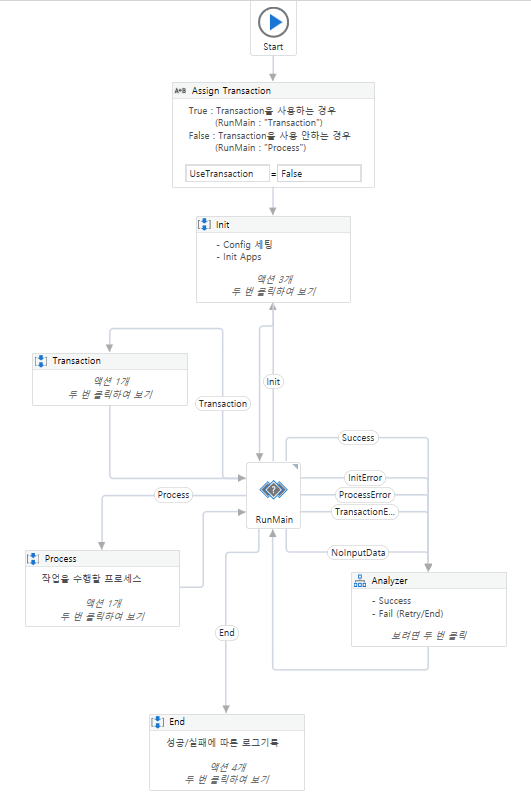 Start
A+B Assign Transaction
True : Transaction을 사용하는 경우
(RunMain : "Transaction")
False : Transaction을 사용 안하는 경우
(RunMain : "Process")
UseTransaction = False
Init
- Config 세팅
- Init Apps
액션 3개
두 번 클릭하여 보기
Transaction
액션 1개
두 번 클릭하여 보기
Init
Transaction
Success
InitError
ProcessError
TransactionE...
NoInputData
Process
?
RunMain
Process
작업을 수행할 프로세스
액션 1개
두 번 클릭하여 보기
Analyzer
- Success
- Fail (Retry/End)
보려면 두 번 클릭
End
End
성공/실패에 따른 로그기록
액션 4개
두 번 클릭하여 보기